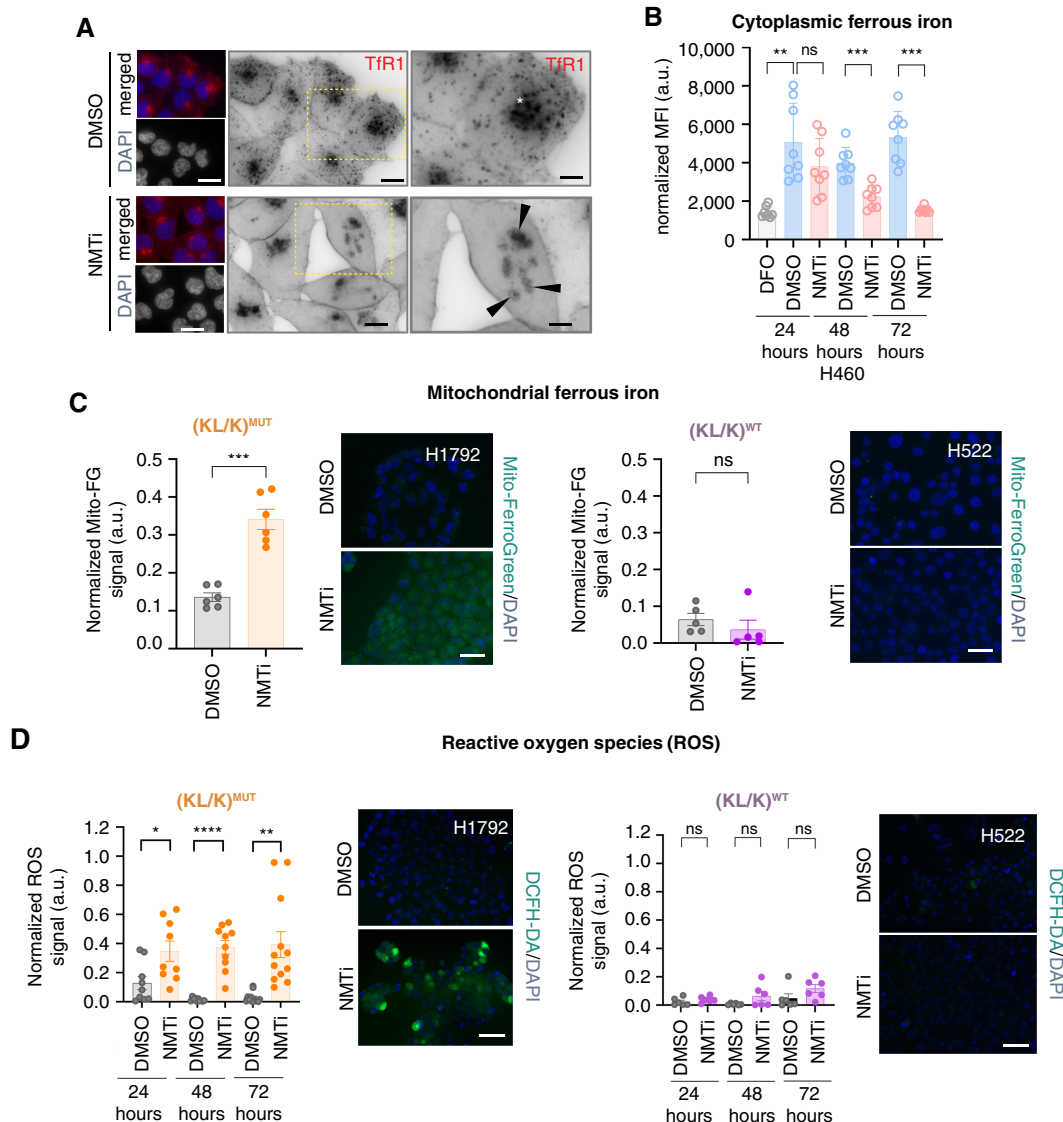 A
merged
DAPI
DMSO
TfR1
TfR1
*
merged
DAPI
NMTi
B
Cytoplasmic ferrous iron
normalized MFI (a.u.)
10,000
8,000
6,000
4,000
2,000
0
** ns *** ***
DFO
DMSO
NMTi
DMSO
NMTi
DMSO
NMTi
24 hours
48 hours
72 hours
H460
C
Mitochondrial ferrous iron
(KL/K)MUT
Normalized Mito-FG
signal (a.u.)
0.5
0.4
0.3
0.2
0.1
0.0
***
DMSO
NMTi
H1792
DMSO
NMTi
Mito-FerroGreen/DAPI
(KL/K)WT
Normalized Mito-FG
signal (a.u.)
0.5
0.4
0.3
0.2
0.1
0.0
ns
DMSO
NMTi
H522
DMSO
NMTi
Mito-FerroGreen/DAPI
D
Reactive oxygen species (ROS)
(KL/K)MUT
Normalized ROS
signal (a.u.)
1.2
1.0
0.8
0.6
0.4
0.2
0.0
* **** **
DMSO
NMTi
DMSO
NMTi
DMSO
NMTi
24 hours
48 hours
72 hours
H1792
DMSO
NMTi
DCFH-DA/DAPI
(KL/K)WT
Normalized ROS
signal (a.u.)
1.2
1.0
0.8
0.6
0.4
0.2
0.0
ns ns ns
DMSO
NMTi
DMSO
NMTi
DMSO
NMTi
24 hours
48 hours
72 hours
H522
DMSO
NMTi
DCFH-DA/DAPI